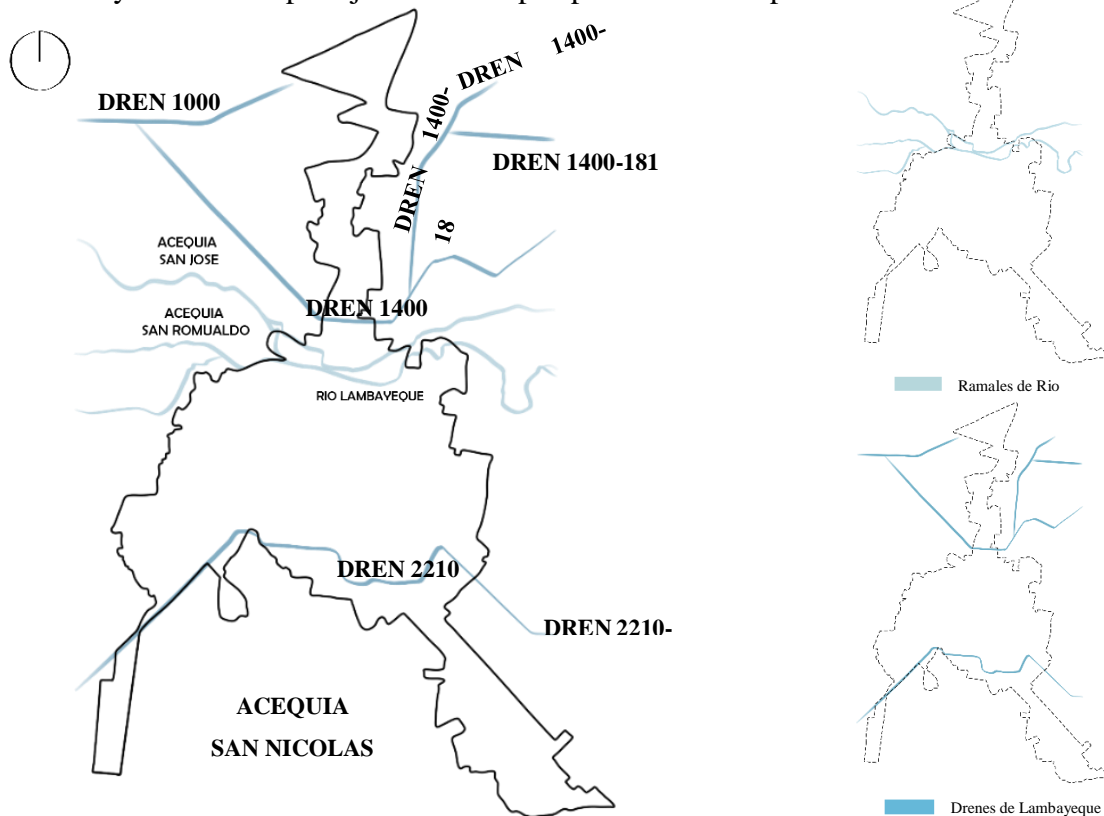 DREN 1400-
DREN 1000
1400-
DREN
DREN 1400-181
18
ACEQUIA
SAN JOSE
DREN 1400
ACEQUIA
SAN ROMUALDO
RIO LAMBAYEQUE
Ramales de Rio
DREN 2210
DREN 2210-
ACEQUIA
SAN NICOLAS
Drenes de Lambayeque